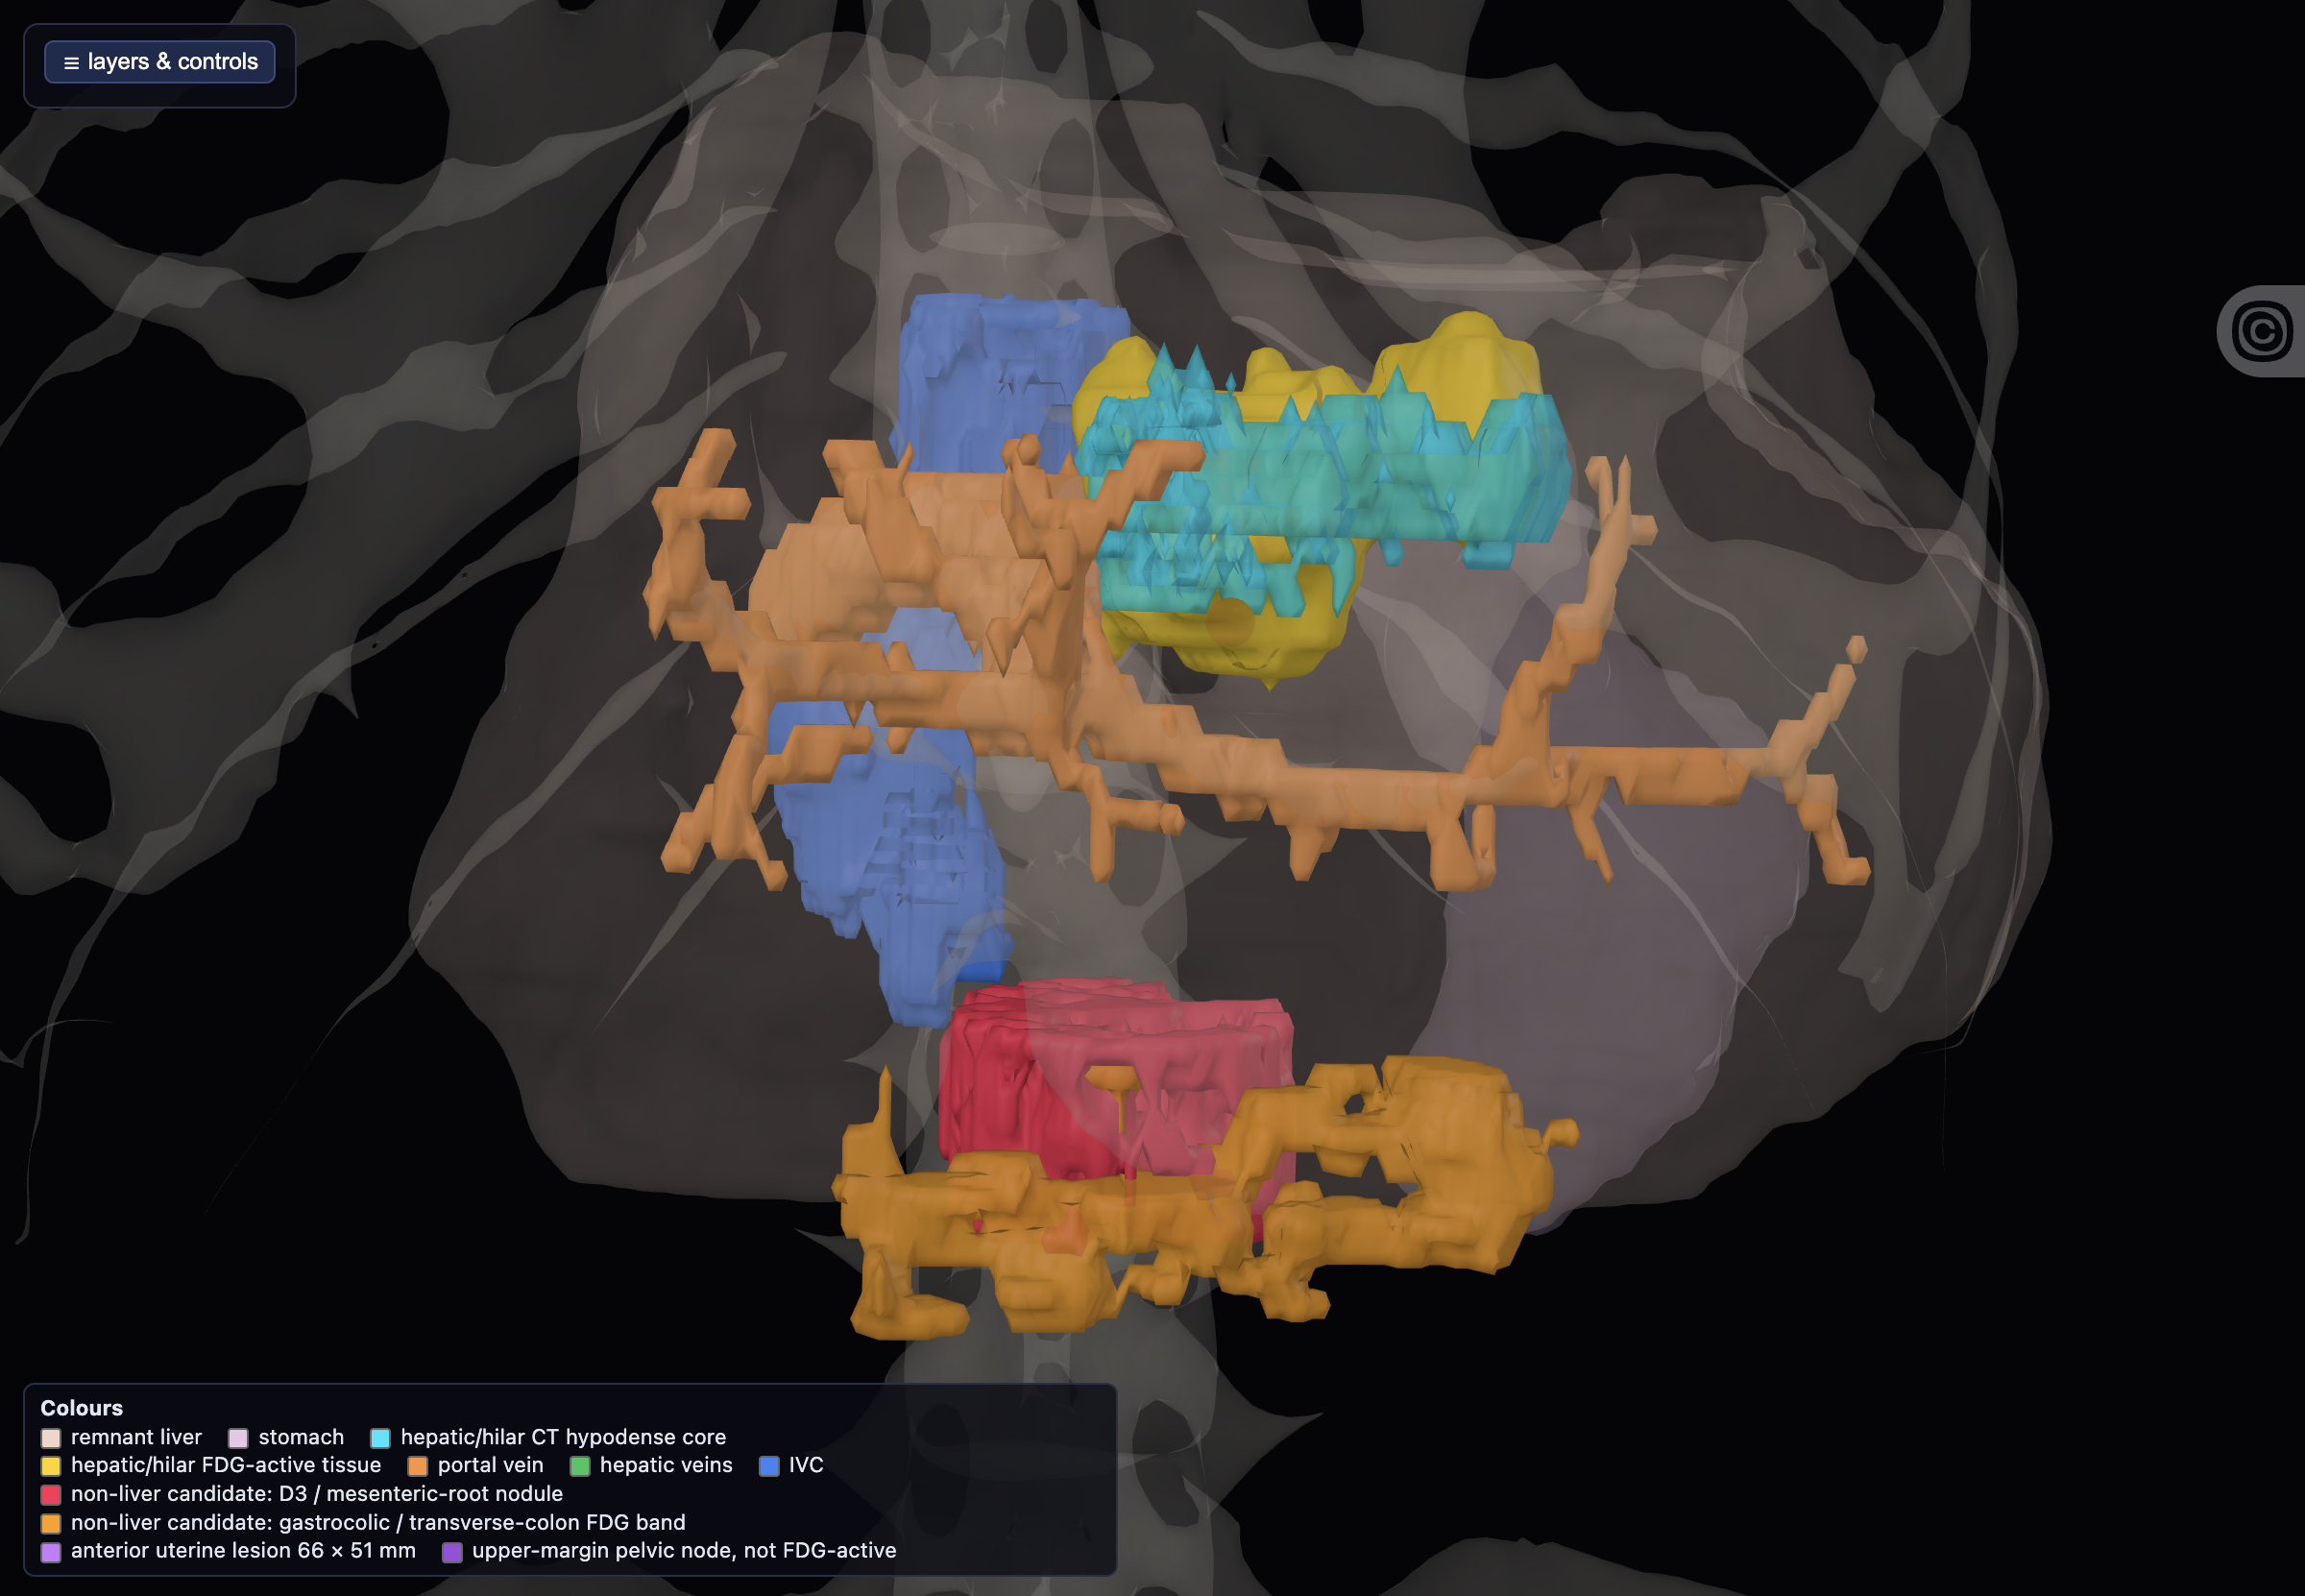 ≡ layers & controls
Colours
remnant liver stomach hepatic/hilar CT hypodense core
hepatic/hilar FDG-active tissue portal vein hepatic veins IVC
non-liver candidate: D3 / mesenteric-root nodule
non-liver candidate: gastrocolic / transverse-colon FDG band
anterior uterine lesion 66 × 51 mm upper-margin pelvic node, not FDG-active